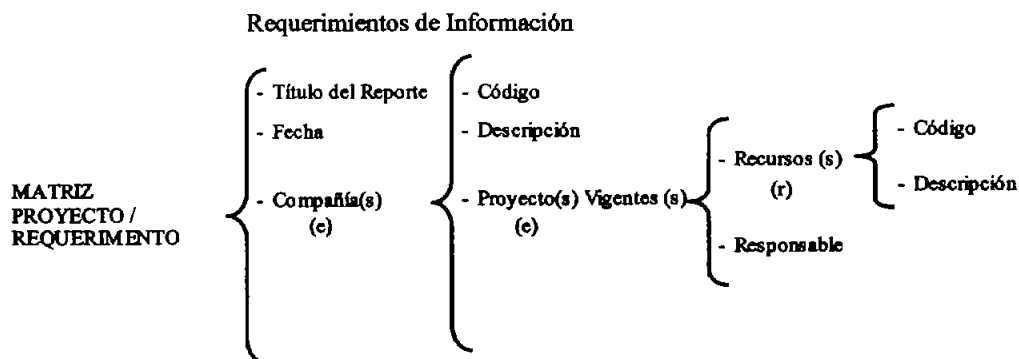 Requerimientos de Información
MATRIZ
PROYECTO /
REQUERIMENTO
- Título del Reporte
- Fecha
- Compañía(s)
(e)
- Código
- Descripción
- Proyecto(s) Vigentes (s)
(e)
- Recursos (s)
(r)
- Responsable
- Código
- Descripción